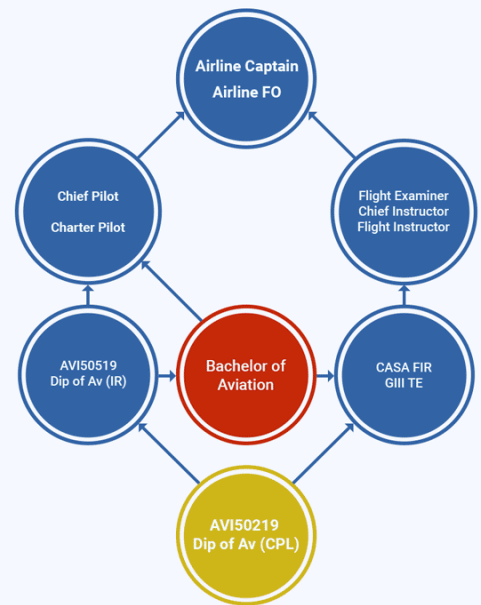 Airline Captain
Airline FO
Chief Pilot
Charter Pilot
Flight Examiner
Chief Instructor
Flight Instructor
AVI50519
Dip of Av (IR)
Bachelor of
Aviation
CASA FIR
GIII TE
AVI50219
Dip of Av (CPL)